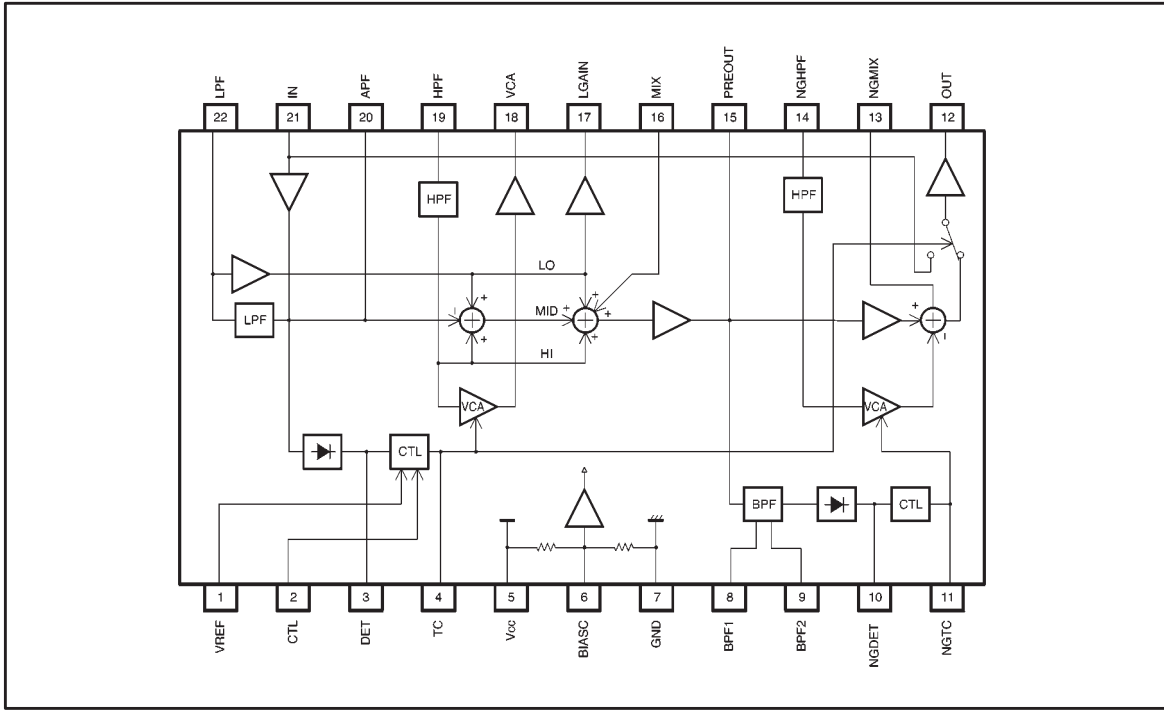 LPF
IN
APF
HPF
VCA
LGAIN
MIX
PREOUT
NGHPF
NGMIX
OUT
22 21 20 19 18 17 16 15 14 13 12
HPF
HPF
LO
+ +
LPF
+ MID + + +
+ +
HI
VCA
VCA
CTL
BPF
CTL
1 2 3 4 5 6 7 8 9 10 11
VREF
CTL
DET
TC
Vcc
BIASC
GND
BPF1
BPF2
NGDET
NGTC